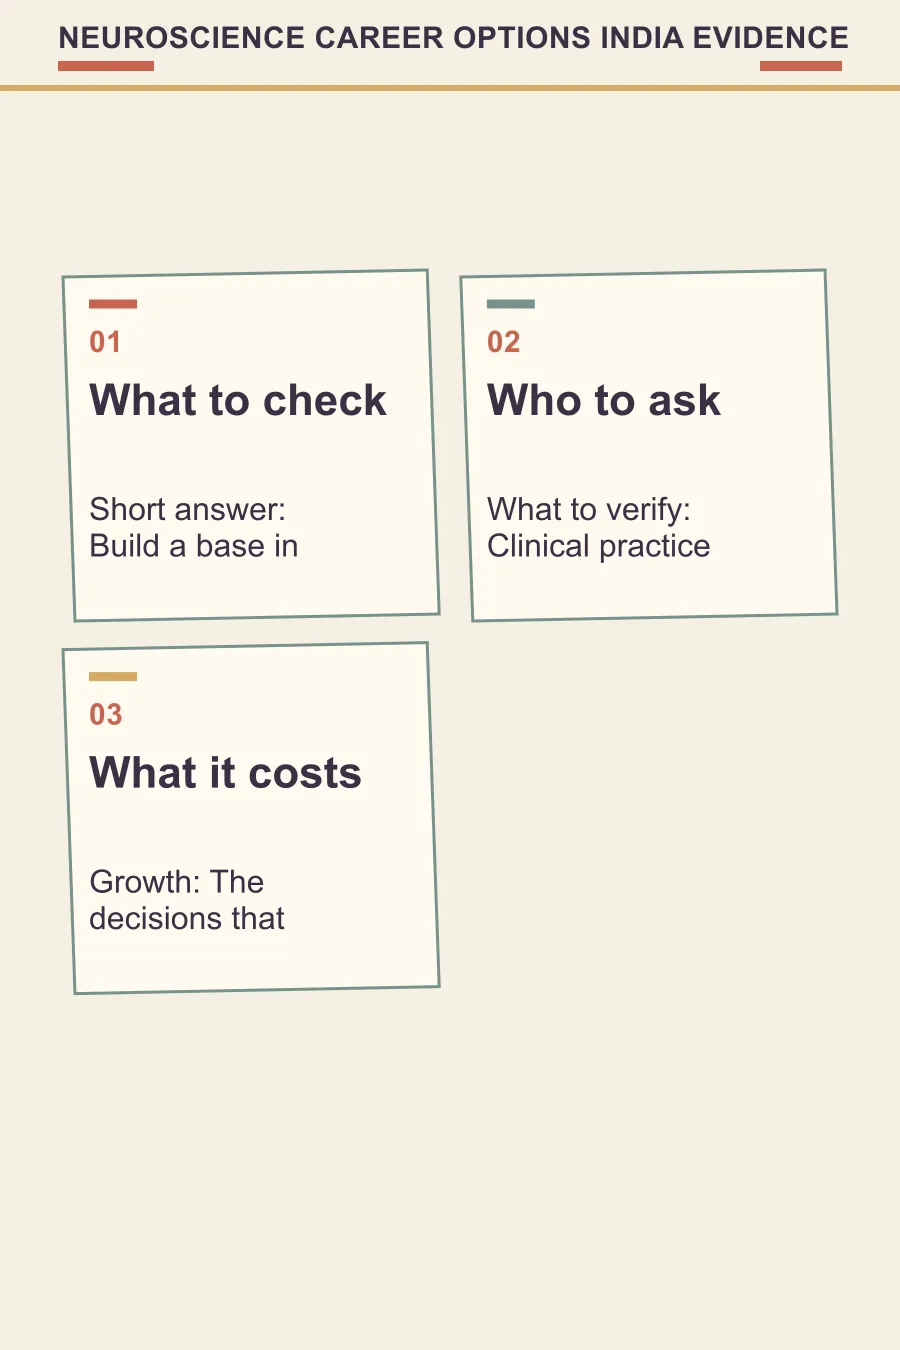 NEUROSCIENCE CAREER OPTIONS INDIA EVIDENCE
01
What to check
Short answer:
Build a base in
02
Who to ask
What to verify:
Clinical practice
03
What it costs
Growth: The
decisions that